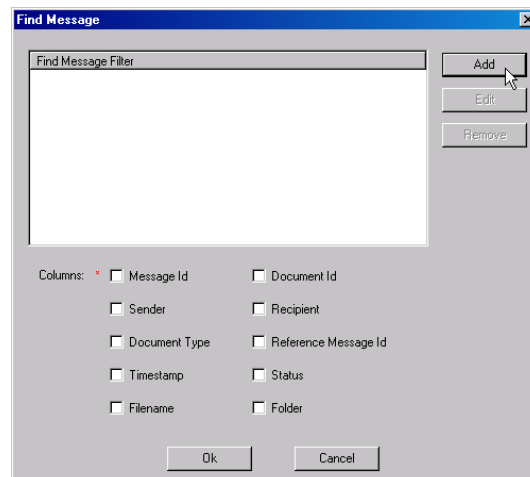 Find Message
Find Message Filter
Add
Edit
Remove
Columns: * Message Id Document Id
Sender Recipient
Document Type Reference Message Id
Timestamp Status
Filename Folder
Ok Cancel